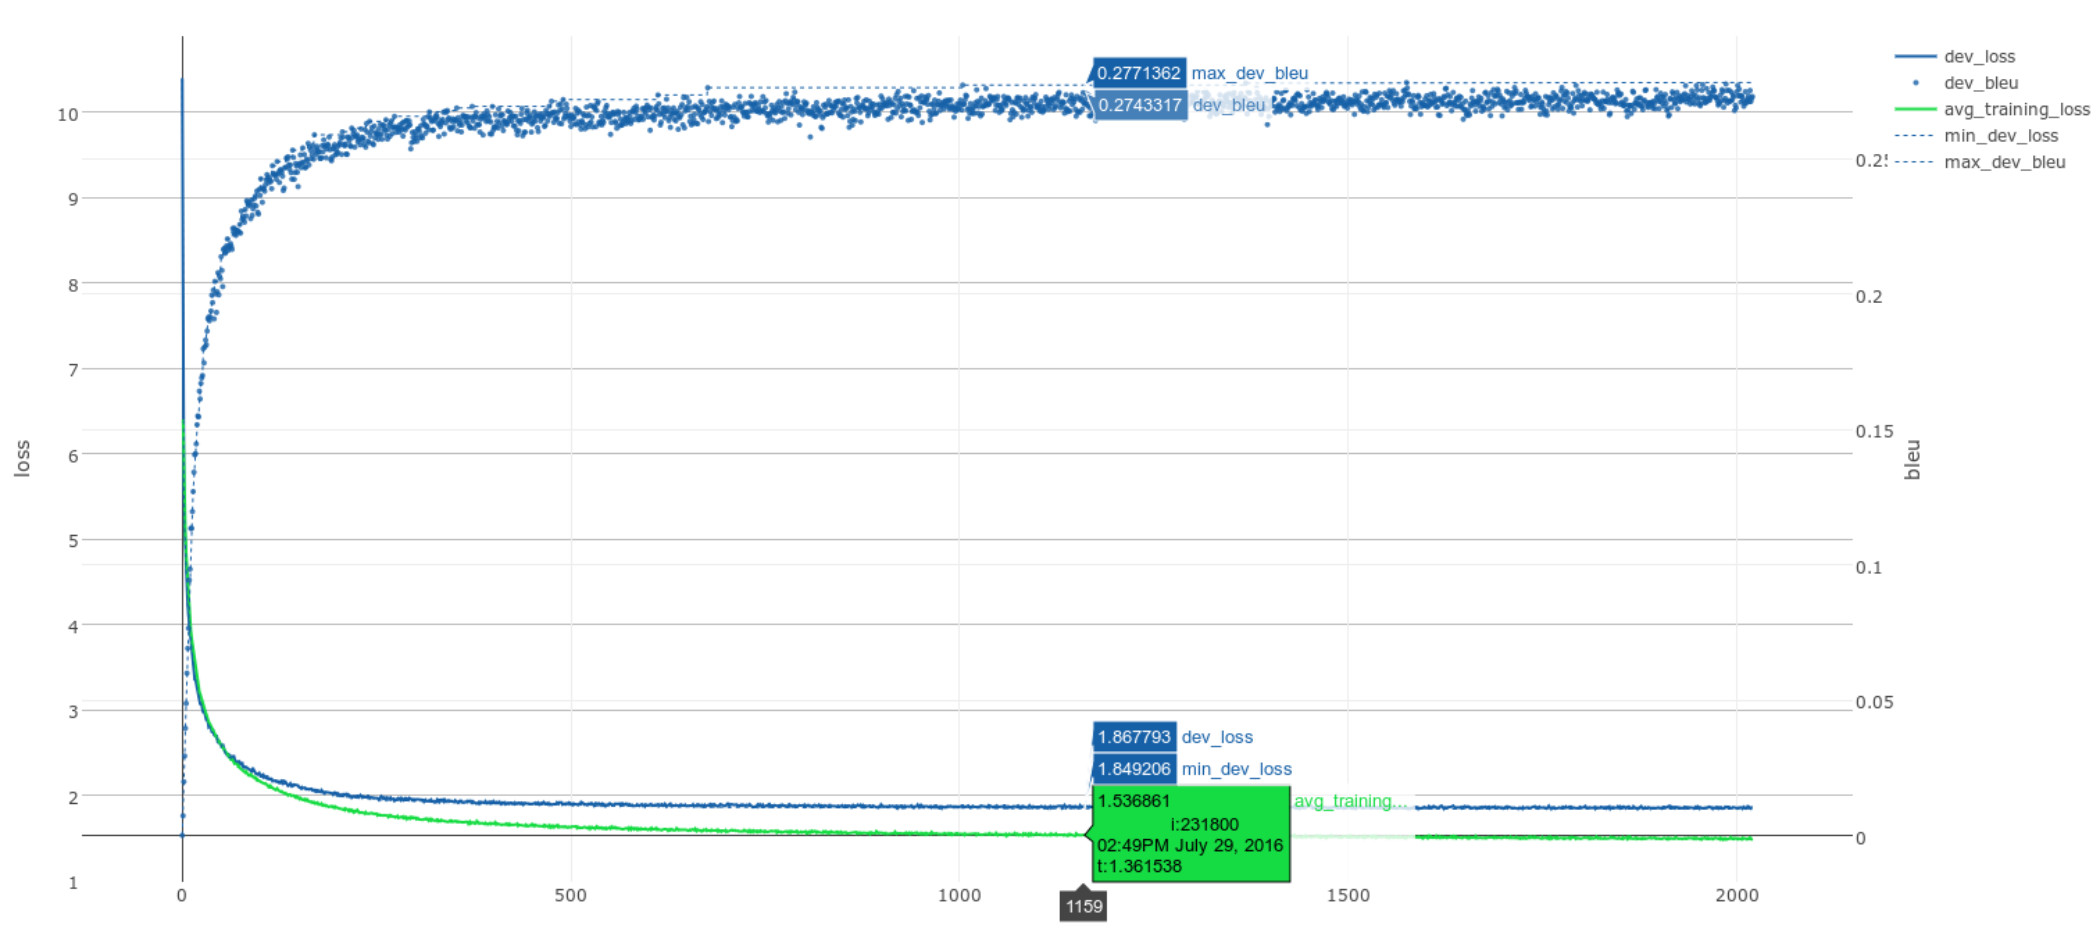 0.2771362 max_dev_bleu
0.2743317 dev_bleu
dev_loss
dev_bleu
avg_training_loss
min_dev_loss
max_dev_bleu
10
9
8
7
6
5
4
3
2
1
loss
0.2
0.15
0.1
0.05
0
bleu
1.867793 dev_loss
1.849206 min_dev_loss
1.536861 avg_training...
i:231800
02:49PM July 29, 2016
t:1.361538
0
500
1000
1500
2000
1159